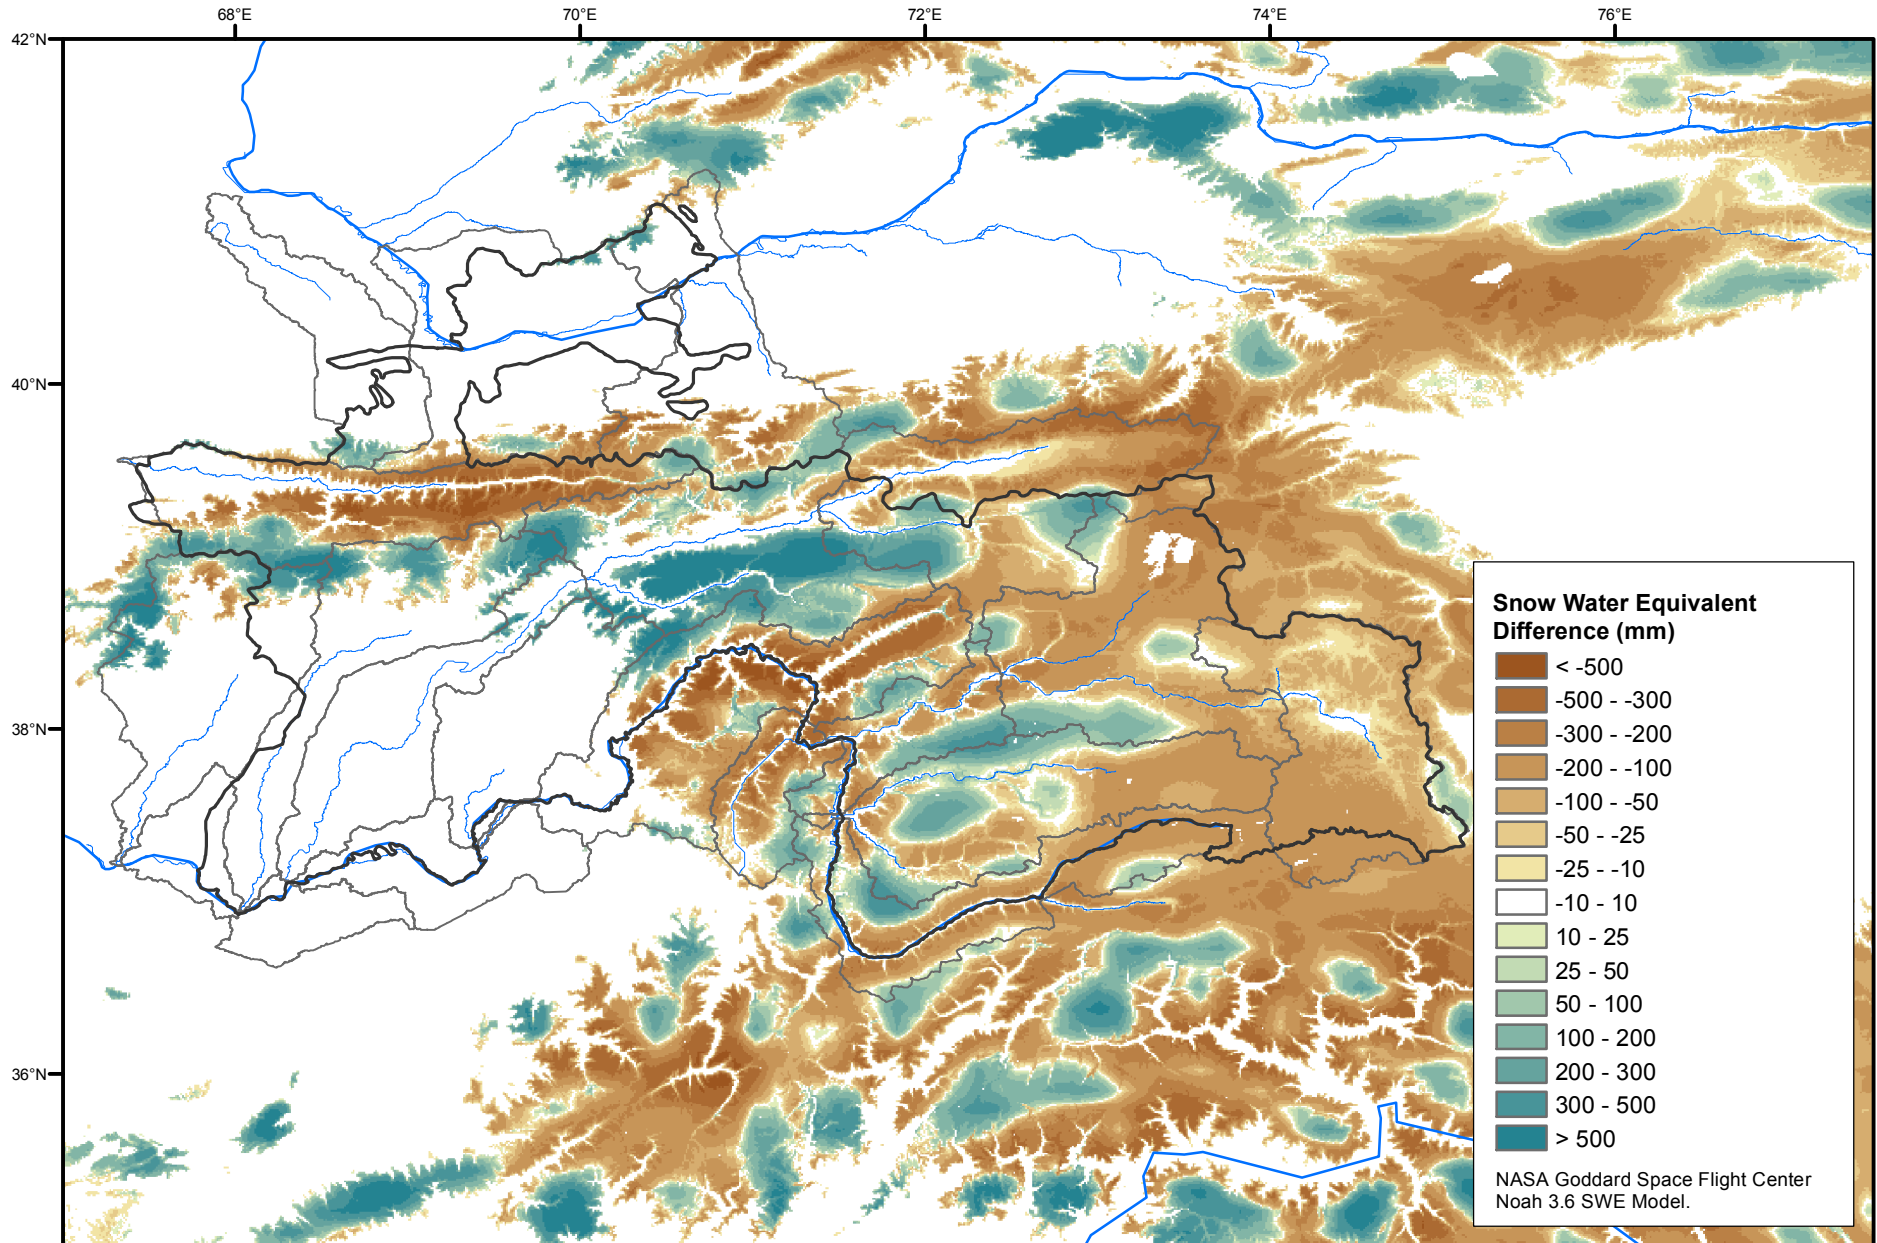 68°E
70°E
72°E
74°E
76°E
42°N
40°N
38°N
36°N
Snow Water Equivalent
Difference (mm)
< -500
-500 - -300
-300 - -200
-200 - -100
-100 - -50
-50 - -25
-25 - -10
-10 - 10
10 - 25
25 - 50
50 - 100
100 - 200
200 - 300
300 - 500
> 500
NASA Goddard Space Flight Center
Noah 3.6 SWE Model.